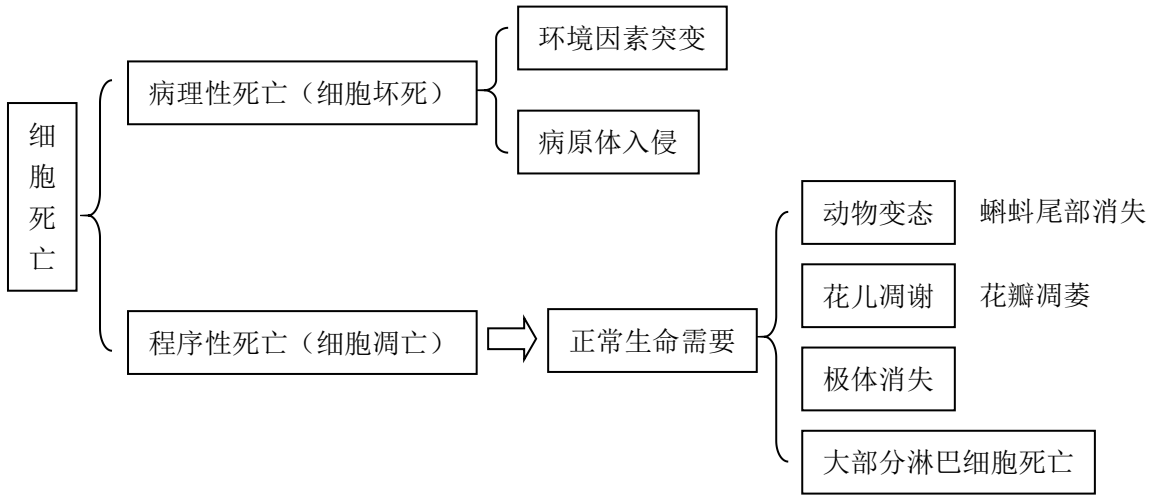 细胞死亡
病理性死亡（细胞坏死）
环境因素突变
病原体入侵
程序性死亡（细胞凋亡）
正常生命需要
动物变态 蝌蚪尾部消失
花儿凋谢 花瓣凋萎
极体消失
大部分淋巴细胞死亡